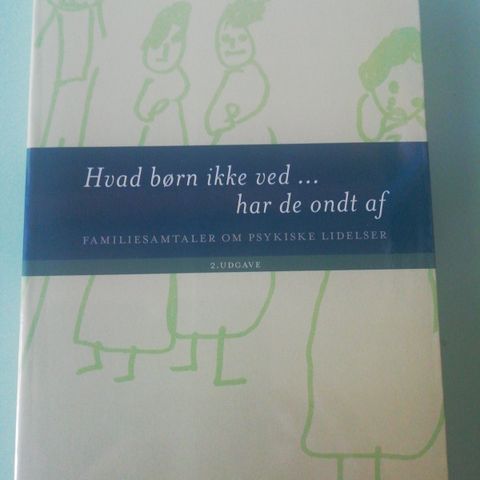 Hvad børn ikke ved ...
har de ondt af
FAMILIESAMTALER OM PSYKISKE LIDELSER
2. UDGAVE